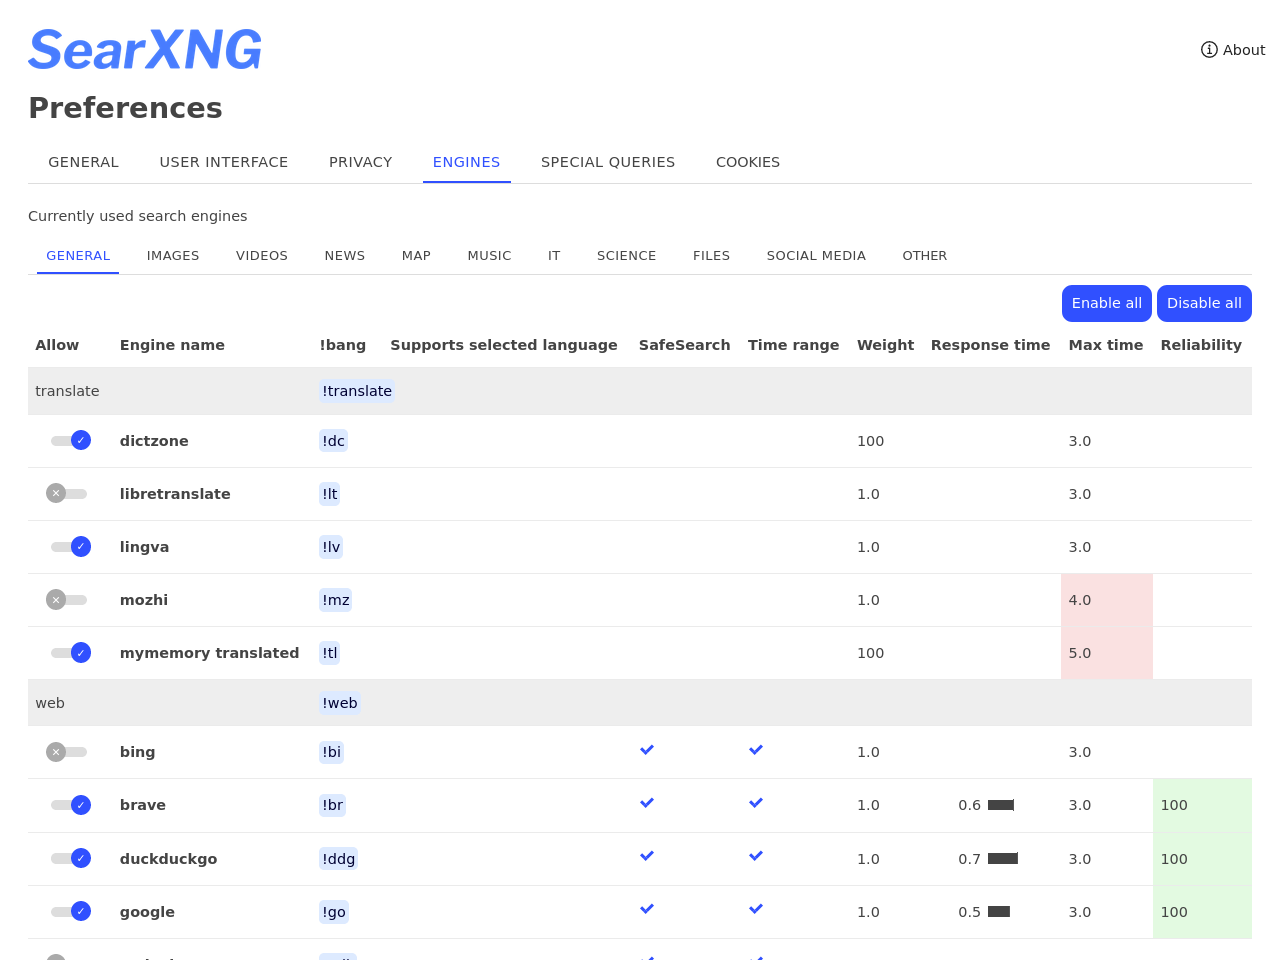 SearXNG
About
Preferences
GENERAL USER INTERFACE PRIVACY ENGINES SPECIAL QUERIES COOKIES
Currently used search engines
GENERAL IMAGES VIDEOS NEWS MAP MUSIC IT SCIENCE FILES SOCIAL MEDIA OTHER
Enable all Disable all
Allow Engine name !bang Supports selected language SafeSearch Time range Weight Response time Max time Reliability
translate !translate
dictzone !dc 100 3.0
libretranslate !lt 1.0 3.0
lingva !lv 1.0 3.0
mozhi !mz 1.0 4.0
mymemory translated !tl 100 5.0
web !web
bing !bi 1.0 3.0
brave !br 1.0 0.6 3.0 100
duckduckgo !ddg 1.0 0.7 3.0 100
google !go 1.0 0.5 3.0 100